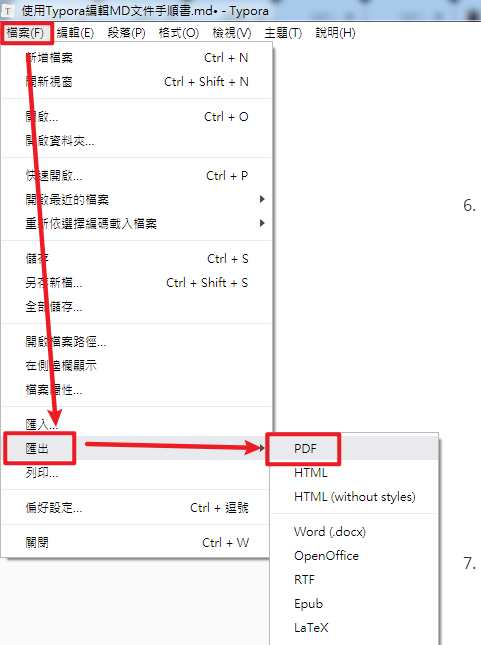 T 使用Typora編輯MD文件手順書.md• - Typora
檔案(F) 編輯(E) 段落(P) 格式(O) 檢視(V) 主題(T) 說明(H)
新增檔案 Ctrl + N
開新視窗 Ctrl + Shift + N
開啟... Ctrl + O
開啟資料夾...
快速開啟... Ctrl + P
開啟最近的檔案
重新依選擇編碼載入檔案
6.
儲存 Ctrl + S
另存新檔... Ctrl + Shift + S
全部儲存...
開啟檔案路徑...
在側邊欄顯示
檔案屬性...
匯入...
匯出
列印...
偏好設定... Ctrl + 逗號
關閉 Ctrl + W
PDF
HTML
HTML (without styles)
Word (.docx)
OpenOffice
7.
RTF
Epub
LaTeX